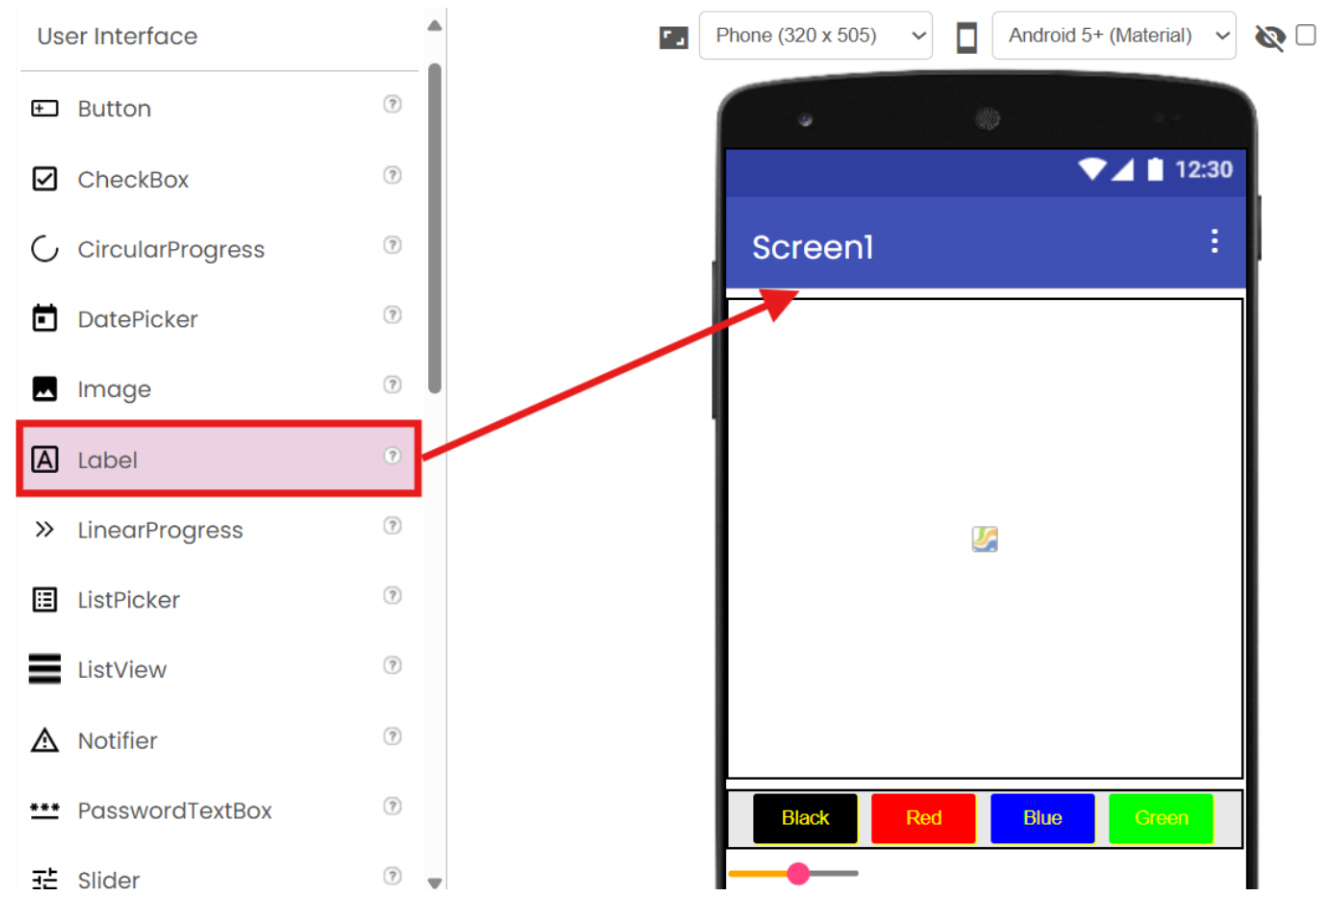 User Interface
Button ?
CheckBox ?
CircularProgress ?
DatePicker ?
Image ?
A Label ?
LinearProgress ?
ListPicker ?
ListView ?
Notifier ?
PasswordTextBox ?
Slider ?
Phone (320 x 505) Android 5+ (Material)
12:30
Screen1
Black Red Blue Green